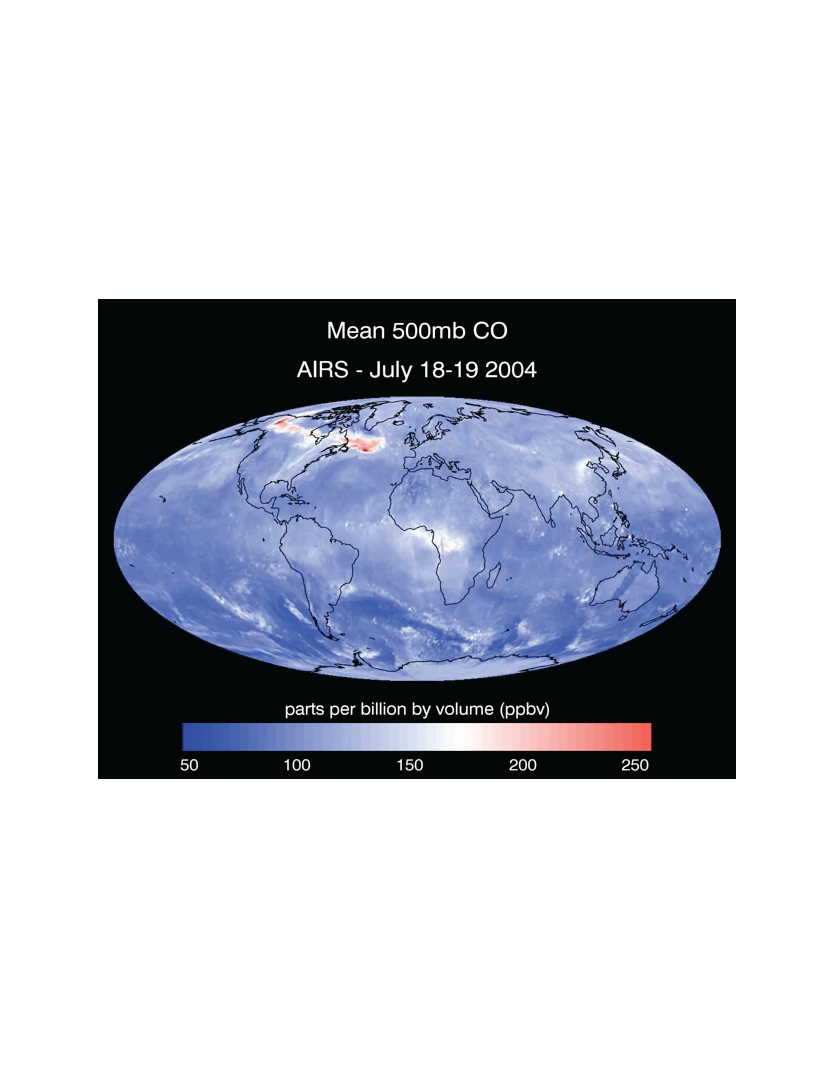 Mean 500mb CO
AIRS - July 18-19 2004
parts per billion by volume (ppbv)
50 100 150 200 250